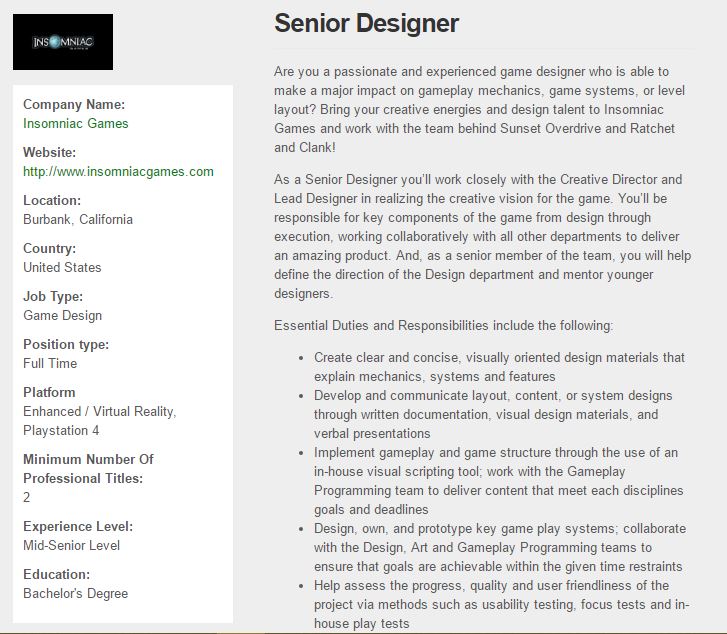 INSOMNIAC
Company Name:
Insomniac Games
Website:
http://www.insomniacgames.com
Location:
Burbank, California
Country:
United States
Job Type:
Game Design
Position type:
Full Time
Platform
Enhanced / Virtual Reality,
Playstation 4
Minimum Number Of
Professional Titles:
2
Experience Level:
Mid-Senior Level
Education:
Bachelor's Degree
Senior Designer
Are you a passionate and experienced game designer who is able to
make a major impact on gameplay mechanics, game systems, or level
layout? Bring your creative energies and design talent to Insomniac
Games and work with the team behind Sunset Overdrive and Ratchet
and Clank!
As a Senior Designer you’ll work closely with the Creative Director and
Lead Designer in realizing the creative vision for the game. You’ll be
responsible for key components of the game from design through
execution, working collaboratively with all other departments to deliver
an amazing product. And, as a senior member of the team, you will help
define the direction of the Design department and mentor younger
designers.
Essential Duties and Responsibilities include the following:
• Create clear and concise, visually oriented design materials that
explain mechanics, systems and features
• Develop and communicate layout, content, or system designs
through written documentation, visual design materials, and
verbal presentations
• Implement gameplay and game structure through the use of an
in-house visual scripting tool; work with the Gameplay
Programming team to deliver content that meet each disciplines
goals and deadlines
• Design, own, and prototype key game play systems; collaborate
with the Design, Art and Gameplay Programming teams to
ensure that goals are achievable within the given time restraints
• Help assess the progress, quality and user friendliness of the
project via methods such as usability testing, focus tests and in-
house play tests